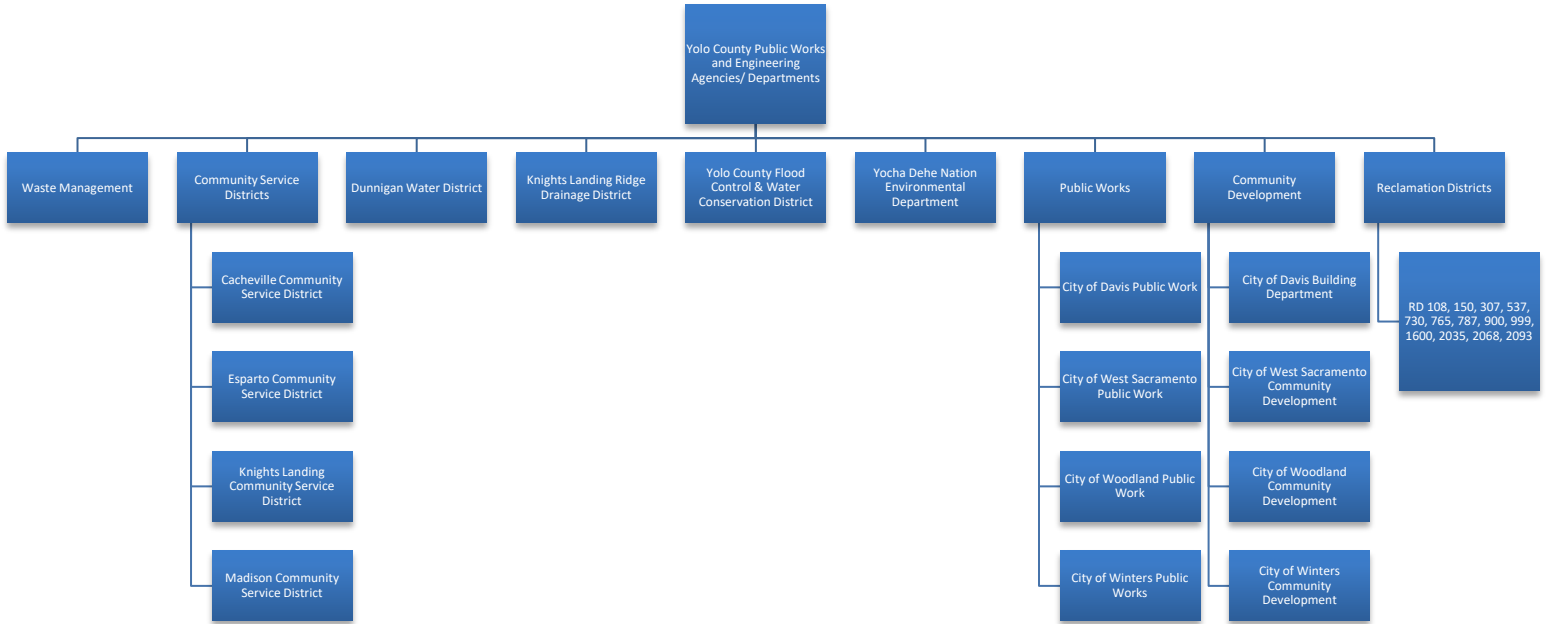 Yolo County Public Works
and Engineering
Agencies/ Departments
Waste Management
Community Service
Districts
Dunnigan Water District
Knights Landing Ridge
Drainage District
Yolo County Flood
Control & Water
Conservation District
Yocha Dehe Nation
Environmental
Department
Public Works
Community
Development
Reclamation Districts
Cacheville Community
Service District
Esparto Community
Service District
Knights Landing
Community Service
District
Madison Community
Service District
City of Davis Public Work
City of West Sacramento
Public Work
City of Woodland Public
Work
City of Winters Public
Works
City of Davis Building
Department
City of West Sacramento
Community
Development
City of Woodland
Community
Development
City of Winters
Community
Development
RD 108, 150, 307, 537,
730, 765, 787, 900, 999,
1600, 2035, 2068, 2093